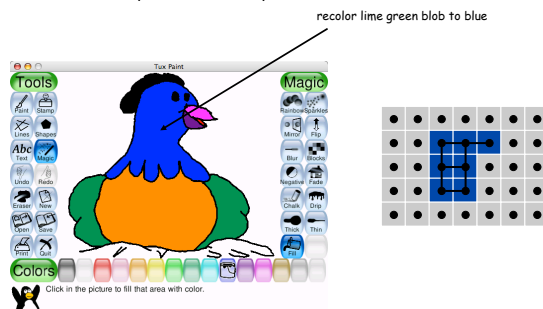 recolor lime green blob to blue
Tux Paint
Tools
Magic
Paint Stamp
Rainbow Sparkles
Lines Shapes
Mirror Flip
Abc
Text Magic
Blur Blocks
Undo Redo
Negative Fade
Eraser New
Chalk Drip
Open Save
Thick Thin
Print Quit
Fill
Colors
Click in the picture to fill that area with color.